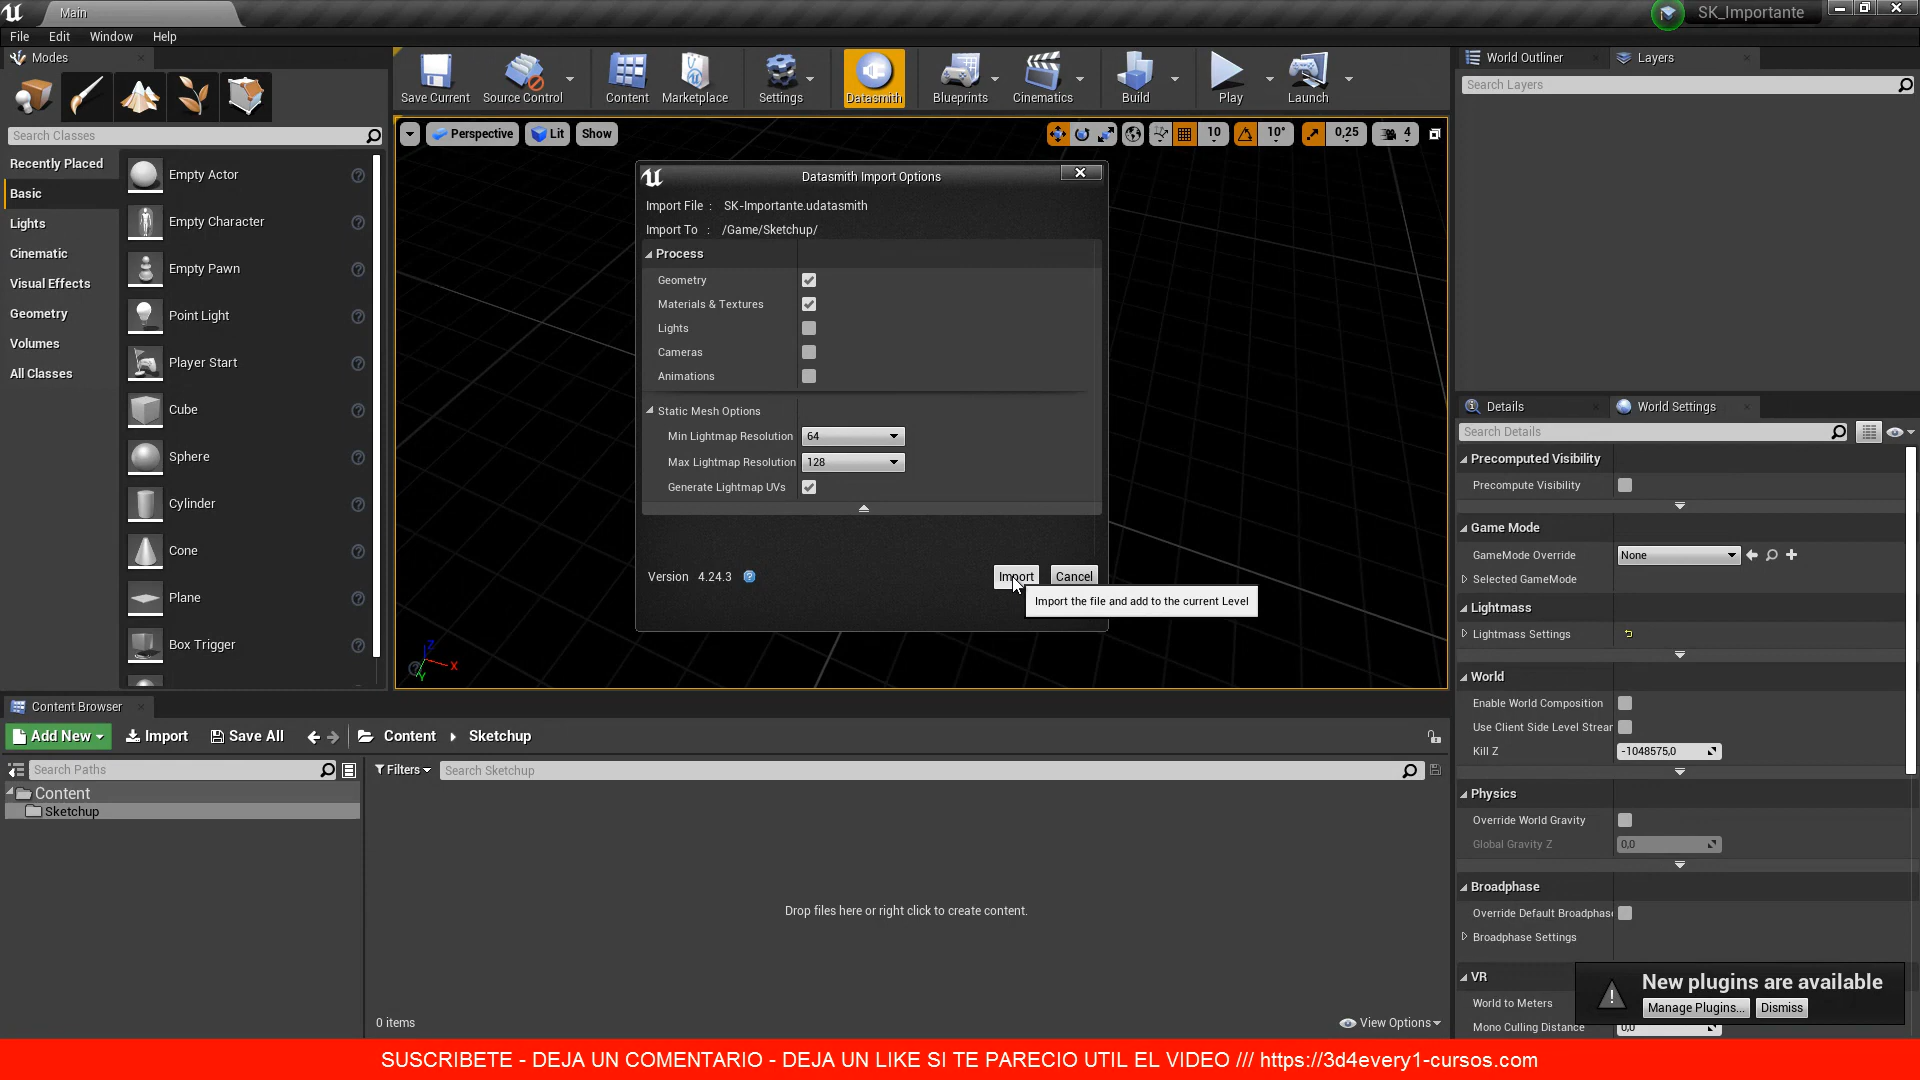 Main
SK_Importante
File Edit Window Help
Modes
Search Classes
Recently Placed
Basic
Lights
Cinematic
Visual Effects
Geometry
Volumes
All Classes
Empty Actor
Empty Character
Empty Pawn
Point Light
Player Start
Cube
Sphere
Cylinder
Cone
Plane
Box Trigger
Save Current
Source Control
Content
Marketplace
Settings
Datasmith
Blueprints
Cinematics
Build
Play
Launch
Perspective
Lit
Show
10
10°
0,25
4
Datasmith Import Options
Import File : SK-Importante.udatasmith
Import To : /Game/Sketchup/
Process
Geometry
Materials & Textures
Lights
Cameras
Animations
Static Mesh Options
Min Lightmap Resolution 64
Max Lightmap Resolution 128
Generate Lightmap UVs
Version 4.24.3
Import
Cancel
Import the file and add to the current Level
Z
X
Y
World Outliner
Layers
Search Layers
Details
World Settings
Search Details
Precomputed Visibility
Precompute Visibility
Game Mode
GameMode Override None
Selected GameMode
Lightmass
Lightmass Settings
World
Enable World Composition
Use Client Side Level Strear
Kill Z -1048575,0
Physics
Override World Gravity
Global Gravity Z 0,0
Broadphase
Override Default Broadphase
Broadphase Settings
VR
World to Meters
Mono Culling Distance 0,0
New plugins are available
Manage Plugins...
Dismiss
Content Browser
Add New
Import
Save All
Content
Sketchup
Search Paths
Content
Sketchup
Filters
Search Sketchup
Drop files here or right click to create content.
0 items
View Options
SUSCRIBETE - DEJA UN COMENTARIO - DEJA UN LIKE SI TE PARECIO UTIL EL VIDEO /// https://3d4every1-cursos.com